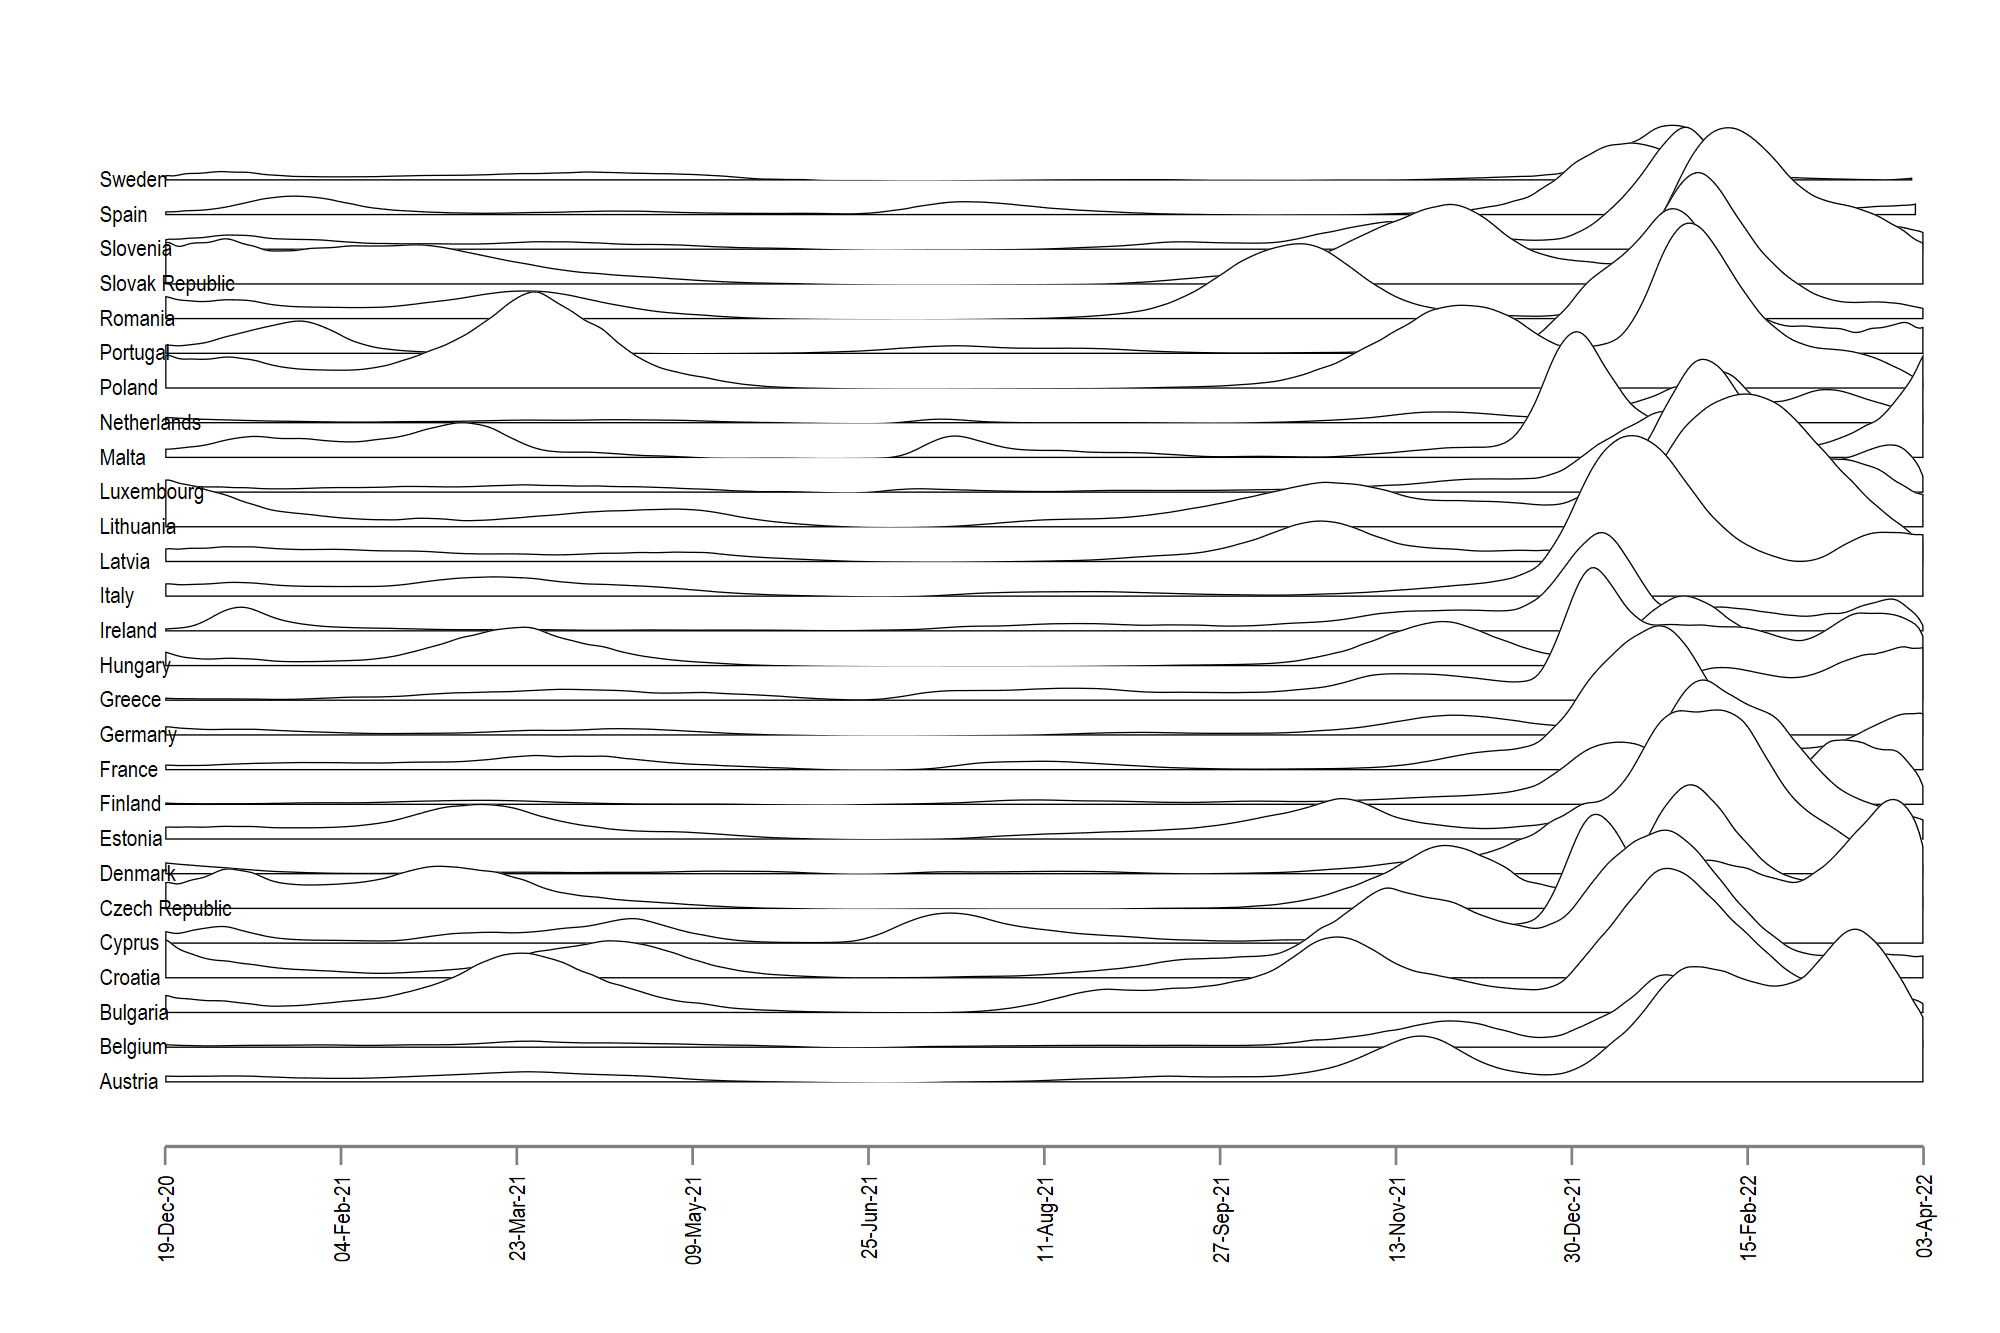 Sweden
Spain
Slovenia
Slovak Republic
Romania
Portugal
Poland
Netherlands
Malta
Luxembourg
Lithuania
Latvia
Italy
Ireland
Hungary
Greece
Germany
France
Finland
Estonia
Denmark
Czech Republic
Cyprus
Croatia
Bulgaria
Belgium
Austria
19-Dec-20
04-Feb-21
23-Mar-21
09-May-21
25-Jun-21
11-Aug-21
27-Sep-21
13-Nov-21
30-Dec-21
15-Feb-22
03-Apr-22